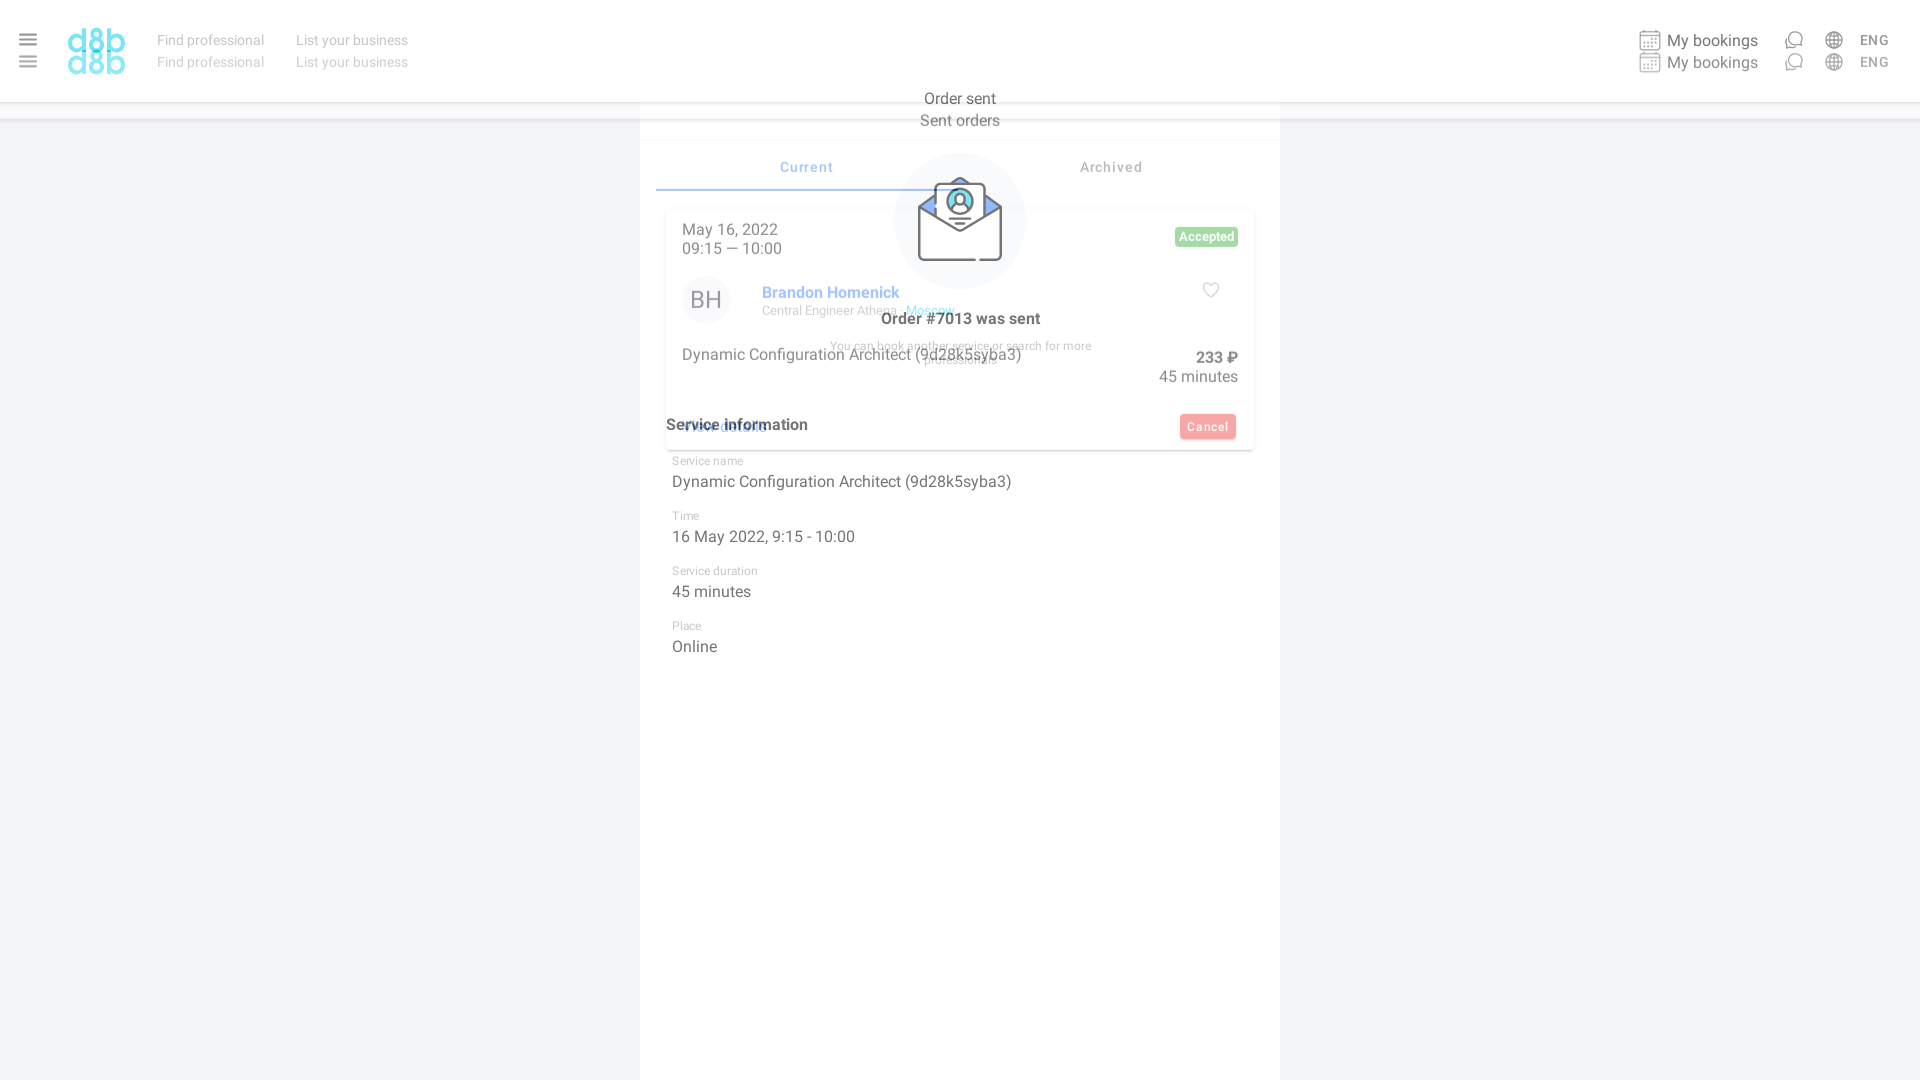 d8b
Find professional
List your business
My bookings
ENG
d8b
Find professional
List your business
My bookings
ENG
Order sent
Sent orders
Current
Archived
May 16, 2022
09:15 — 10:00
Accepted
BH
Brandon Homenick
Central Engineer Athena
Moscow
Order #7013 was sent
You can book another service or search for more
professionals
Dynamic Configuration Architect (9d28k5syba3)
233 ₽
45 minutes
Service information
View details
Cancel
Service name
Dynamic Configuration Architect (9d28k5syba3)
Time
16 May 2022, 9:15 - 10:00
Service duration
45 minutes
Place
Online